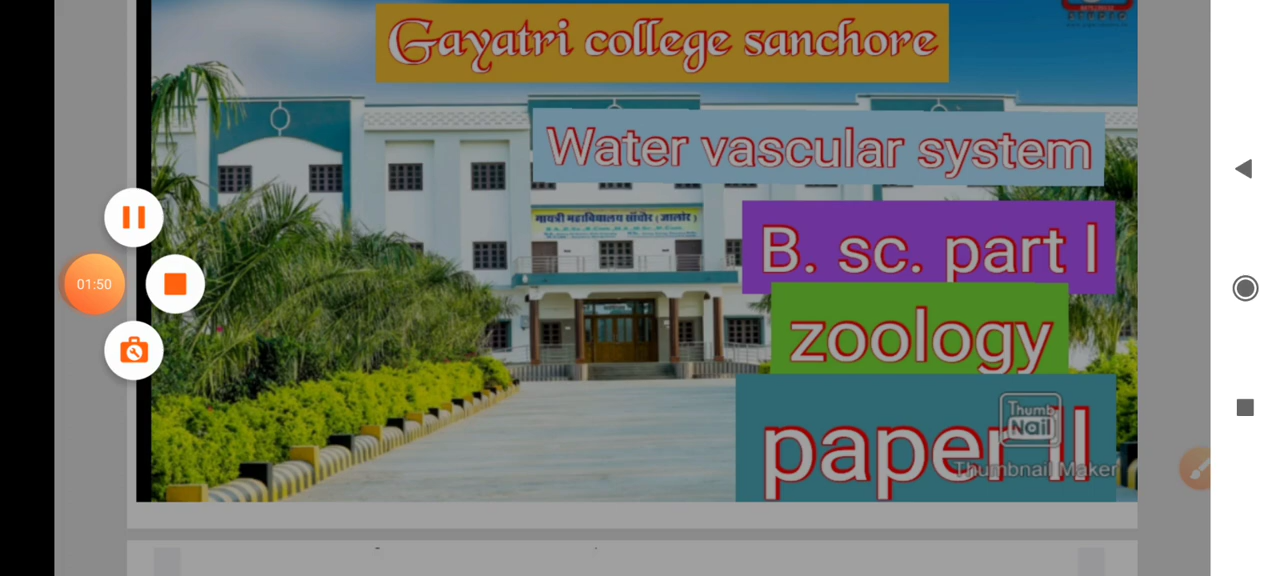 Gayatri college sanchore
Water vascular system
गायत्री महाविद्यालय साँचोर (जालोर)
B. sc. part I
zoology
paper II
Thumb
Nail
Thumbnail Maker
01:50